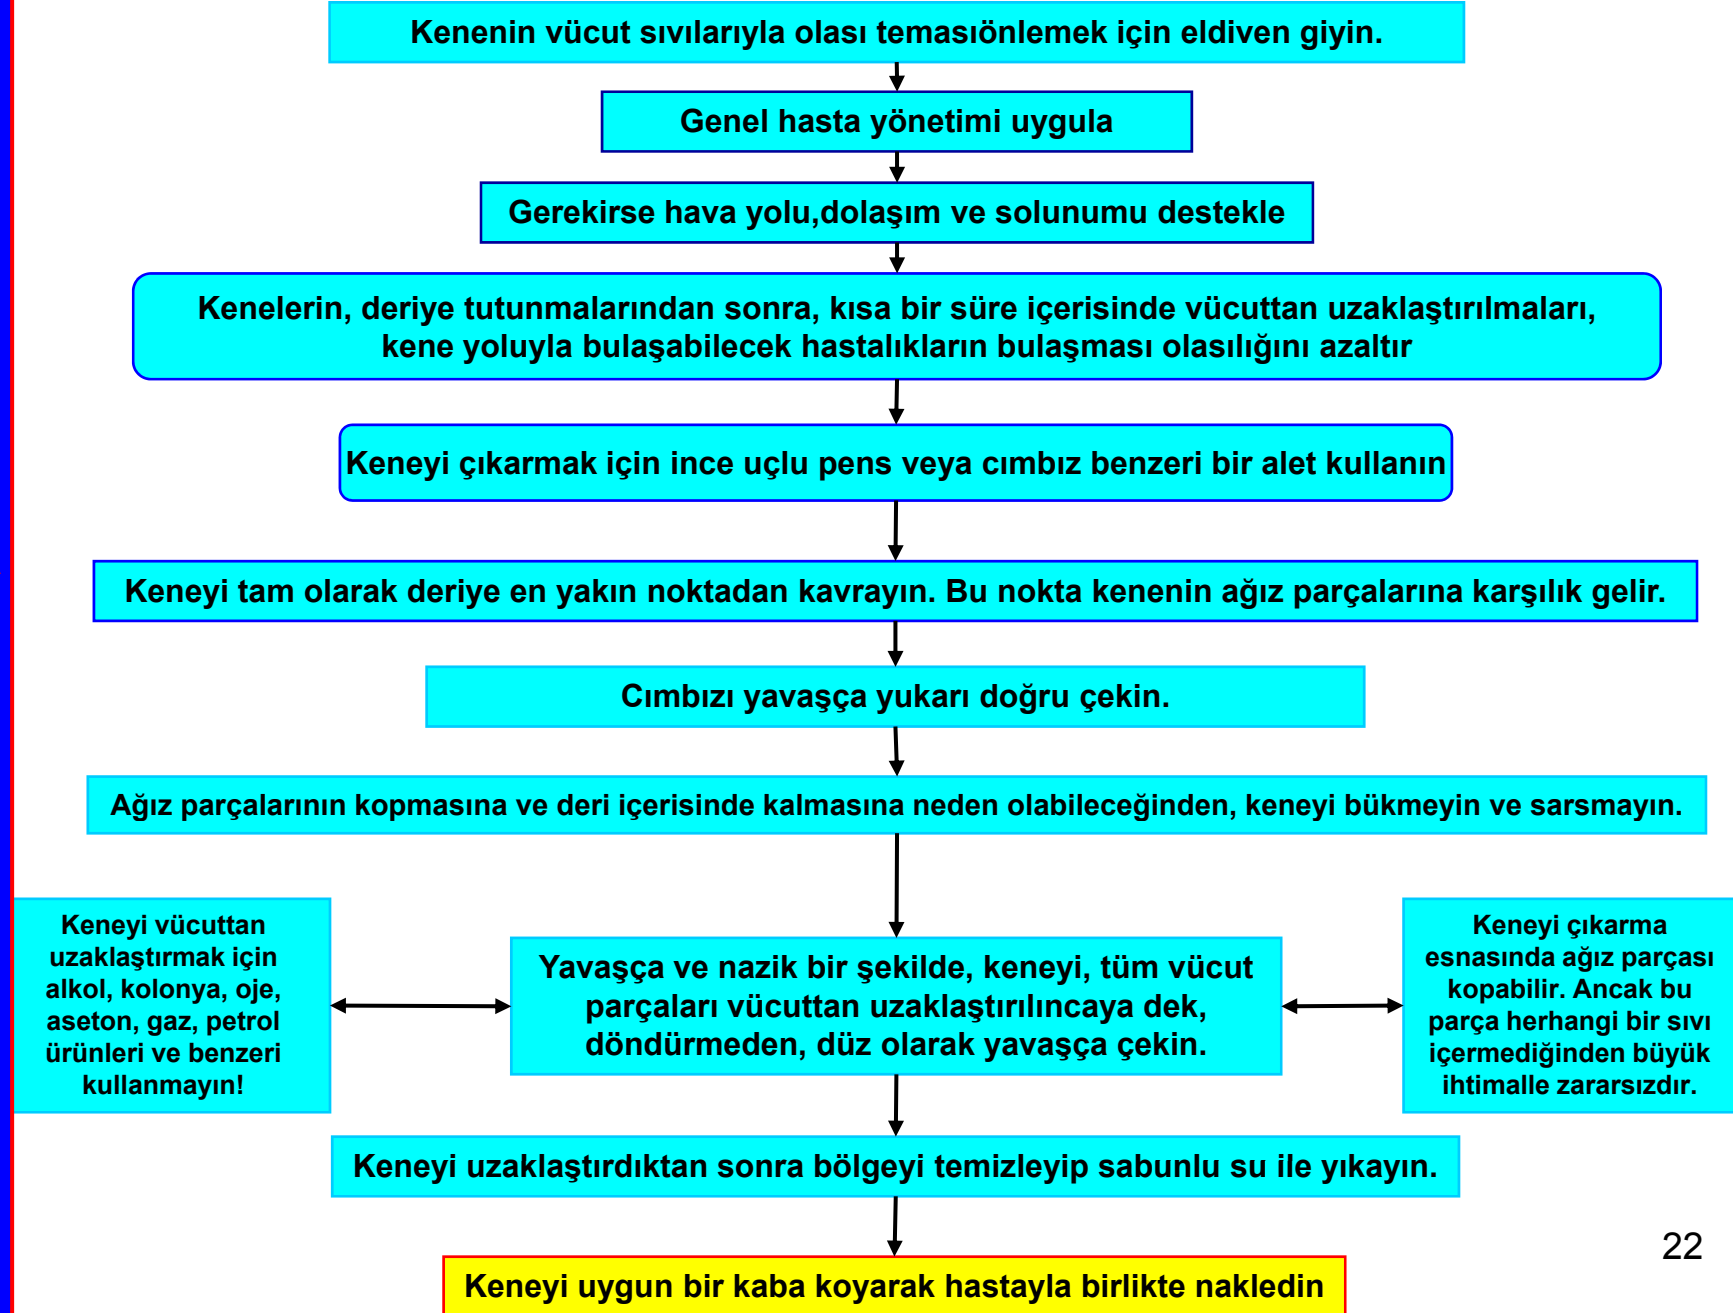 Kenenin vücut sıvılarıyla olası temasıönlemek için eldiven giyin.
Genel hasta yönetimi uygula
Gerekirse hava yolu,dolaşım ve solunumu destekle
Kenelerin, deriye tutunmalarından sonra, kısa bir süre içerisinde vücuttan uzaklaştırılmaları,
kene yoluyla bulaşabilecek hastalıkların bulaşması olasılığını azaltır
Keneyi çıkarmak için ince uçlu pens veya cımbız benzeri bir alet kullanın
Keneyi tam olarak deriye en yakın noktadan kavrayın. Bu nokta kenenin ağız parçalarına karşılık gelir.
Cımbızı yavaşça yukarı doğru çekin.
Ağız parçalarının kopmasına ve deri içerisinde kalmasına neden olabileceğinden, keneyi bükmeyin ve sarsmayın.
Keneyi vücuttan
uzaklaştırmak için
alkol, kolonya, oje,
aseton, gaz, petrol
ürünleri ve benzeri
kullanmayın!
Yavaşça ve nazik bir şekilde, keneyi, tüm vücut
parçaları vücuttan uzaklaştırılıncaya dek,
döndürmeden, düz olarak yavaşça çekin.
Keneyi çıkarma
esnasında ağız parçası
kopabilir. Ancak bu
parça herhangi bir sıvı
içermediğinden büyük
ihtimalle zararsızdır.
Keneyi uzaklaştırdıktan sonra bölgeyi temizleyip sabunlu su ile yıkayın.
Keneyi uygun bir kaba koyarak hastayla birlikte nakledin
22